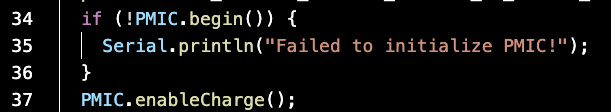 34 if (!PMIC.begin()) {
35 Serial.println("Failed to initialize PMIC!");
36 }
37 PMIC.enableCharge();